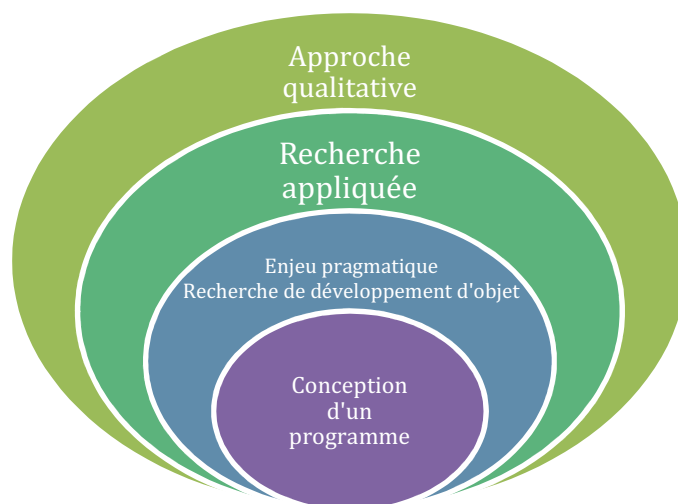 Approche
qualitative
Recherche
appliquée
Enjeu pragmatique
Recherche de développement d'objet
Conception
d'un
programme